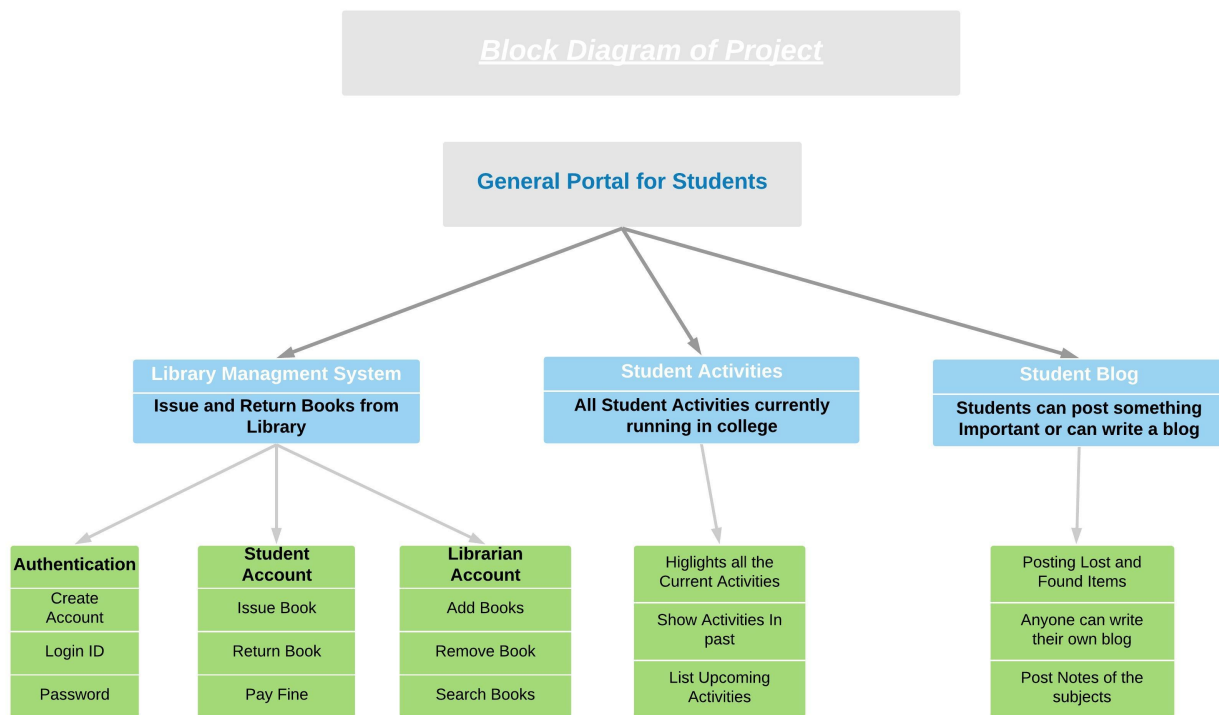 Block Diagram of Project
General Portal for Students
Library Managment System
Issue and Return Books from
Library
Student Activities
All Student Activities currently
running in college
Student Blog
Students can post something
Important or can write a blog
Authentication
Create
Account
Login ID
Password
Student
Account
Issue Book
Return Book
Pay Fine
Librarian
Account
Add Books
Remove Book
Search Books
Higlights all the
Current Activities
Show Activities In
past
List Upcoming
Activities
Posting Lost and
Found Items
Anyone can write
their own blog
Post Notes of the
subjects